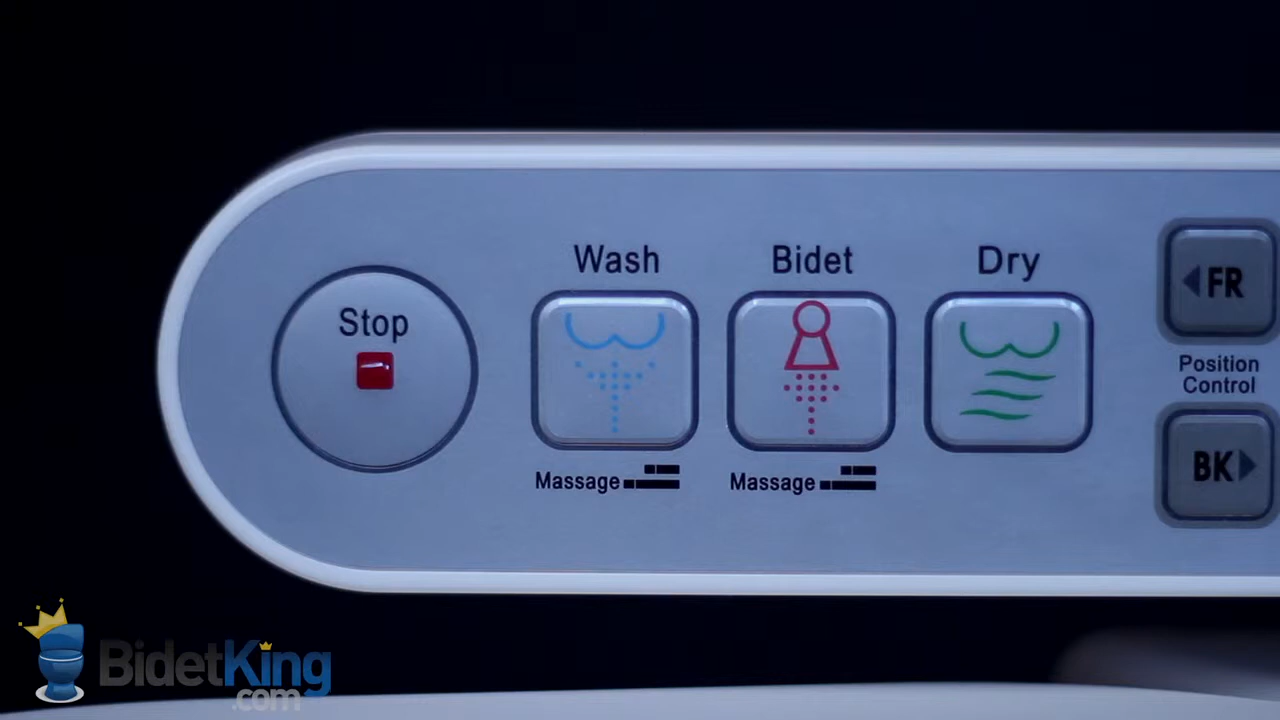 Stop
Wash
Massage
Bidet
Massage
Dry
FR
Position
Control
BK
BidetKing
.com